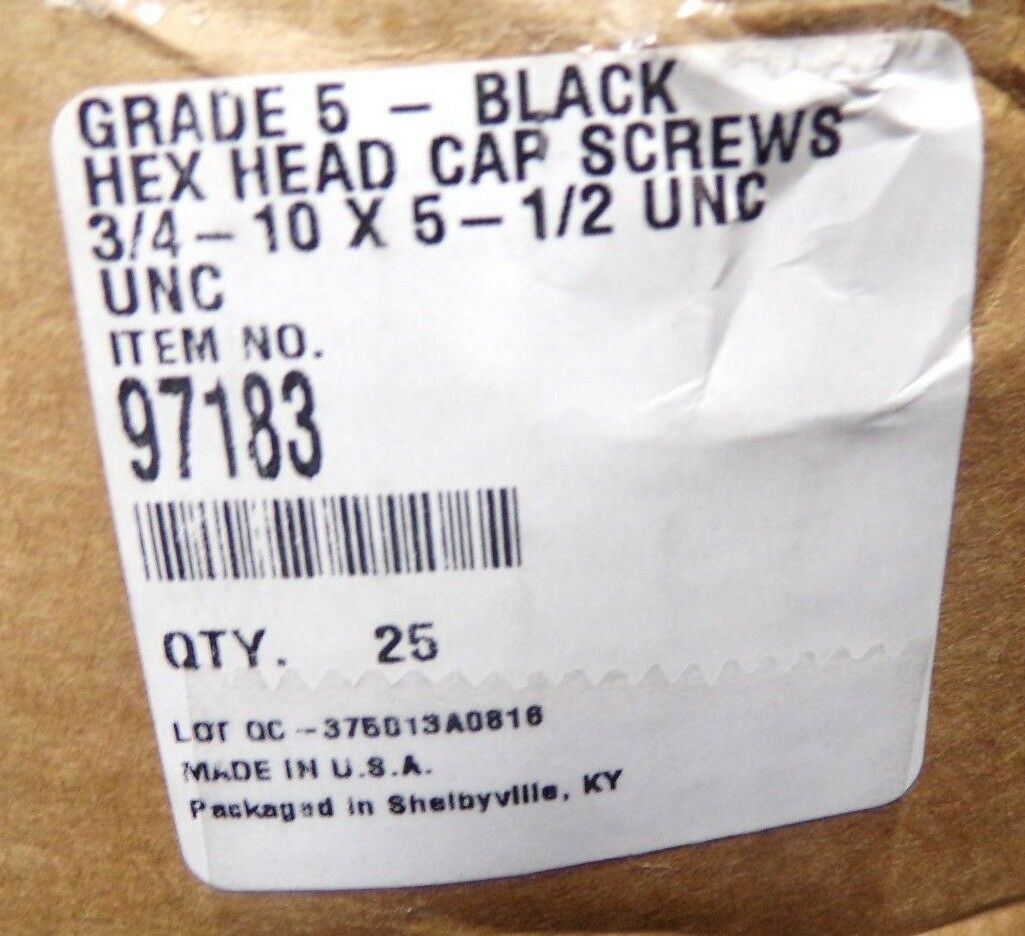 GRADE 5 - BLACK
HEX HEAD CAP SCREWS
3/4 - 10 X 5 - 1/2 UNC
UNC
ITEM NO.
97183
QTY. 25
LOT QC -375013A0816
MADE IN U.S.A.
Packaged in Shelbyville, KY